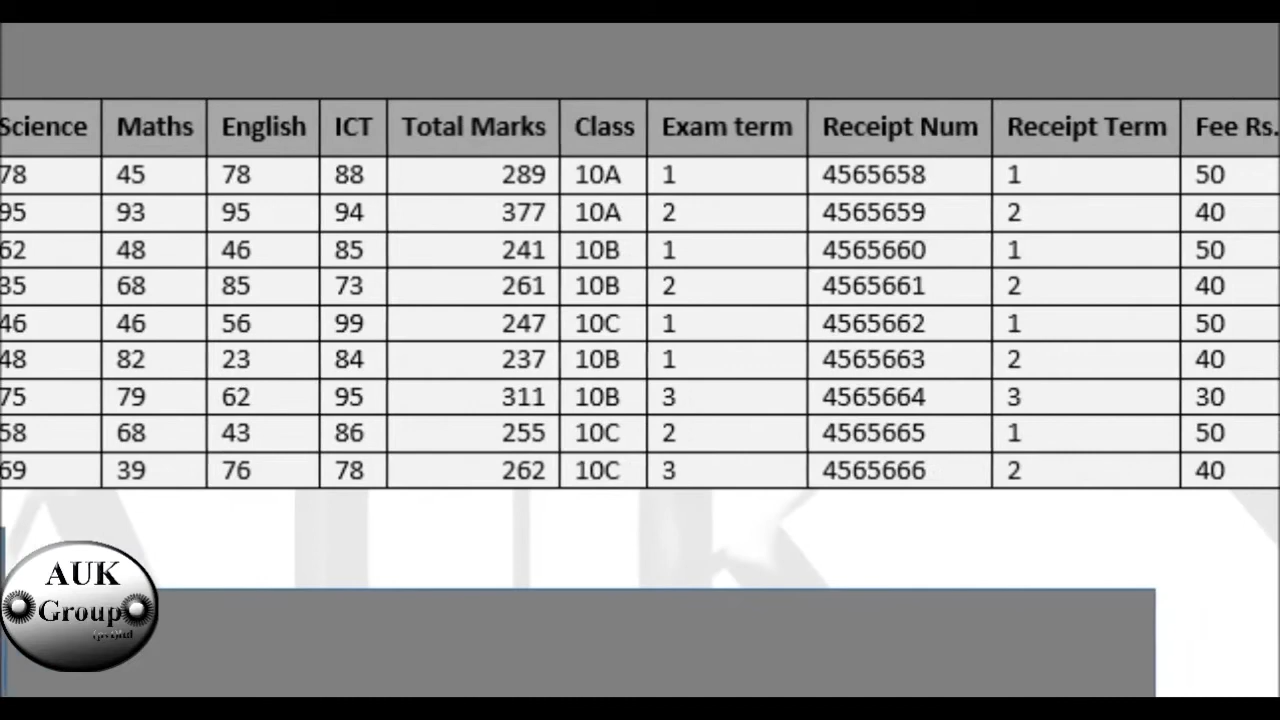 Science Maths English ICT Total Marks Class Exam term Receipt Num Receipt Term Fee Rs.
78 45 78 88 289 10A 1 4565658 1 50
95 93 95 94 377 10A 2 4565659 2 40
62 48 46 85 241 10B 1 4565660 1 50
35 68 85 73 261 10B 2 4565661 2 40
46 46 56 99 247 10C 1 4565662 1 50
48 82 23 84 237 10B 1 4565663 2 40
75 79 62 95 311 10B 3 4565664 3 30
58 68 43 86 255 10C 2 4565665 1 50
69 39 76 78 262 10C 3 4565666 2 40
AUK
Group